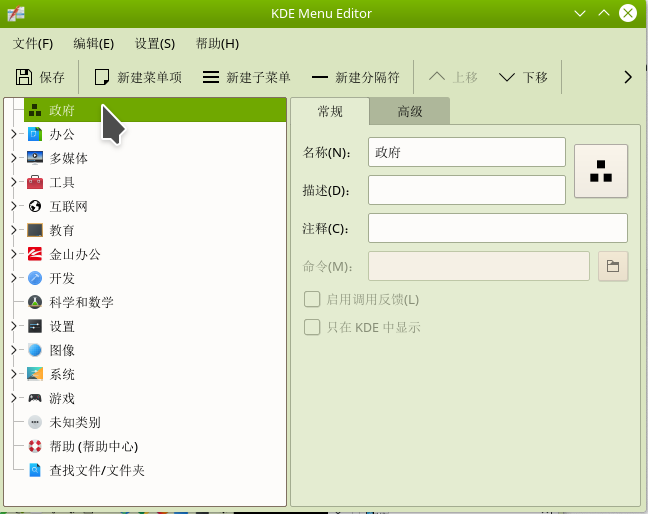 KDE Menu Editor
文件(F) 编辑(E) 设置(S) 帮助(H)
保存 新建菜单项 新建子菜单 新建分隔符 上移 下移
政府
办公
多媒体
工具
互联网
教育
金山办公
开发
科学和数学
设置
图像
系统
游戏
未知类别
帮助 (帮助中心)
查找文件/文件夹
常规 高级
名称(N): 政府
描述(D):
注释(C):
命令(M):
启用调用反馈(L)
只在 KDE 中显示